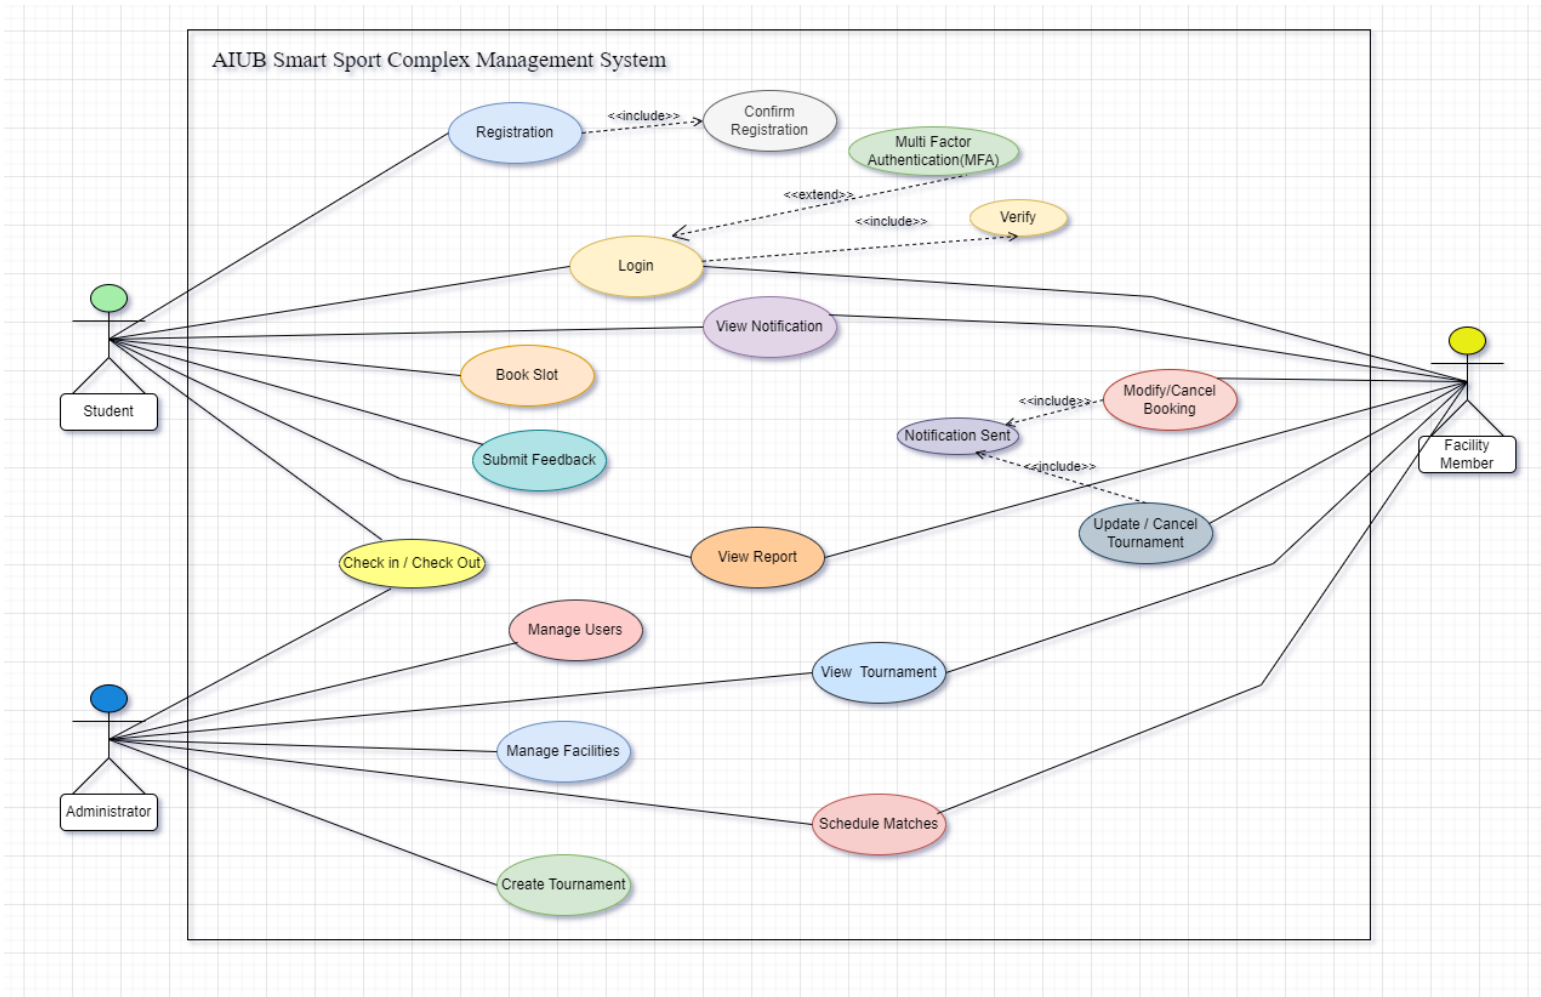 AIUB Smart Sport Complex Management System
Registration
<<include>>
Confirm
Registration
Multi Factor
Authentication(MFA)
<<extend>>
<<include>>
Verify
Login
View Notification
Book Slot
Student
Modify/Cancel
Booking
<<include>>
Notification Sent
Facility
Member
Submit Feedback
<<include>>
Update / Cancel
Tournament
View Report
Check in / Check Out
Manage Users
View  Tournament
Manage Facilities
Administrator
Schedule Matches
Create Tournament